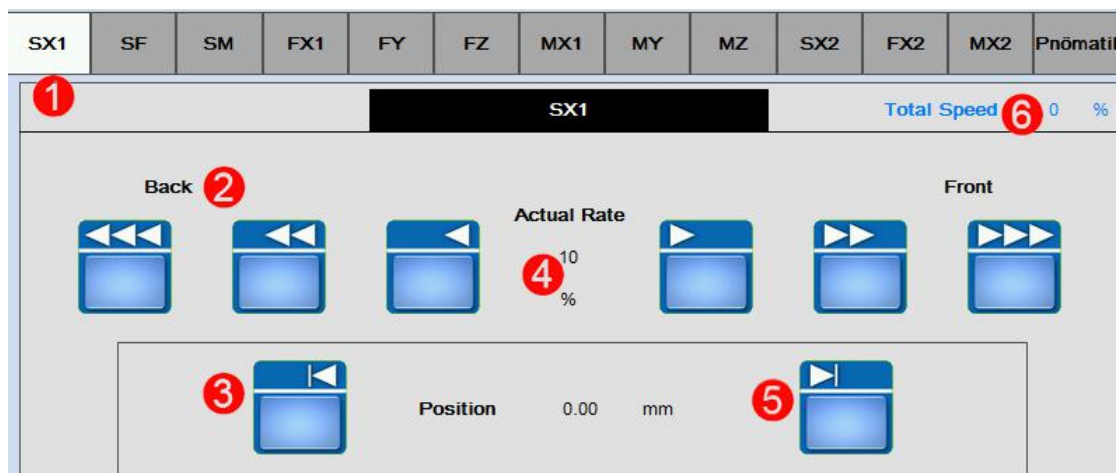 SX1 SF SM FX1 FY FZ MX1 MY MZ SX2 FX2 MX2 Pnömatil
1
SX1
Total Speed 6 0 %
Back 2
Front
Actual Rate
4 10
%
3 Position 0.00 mm 5